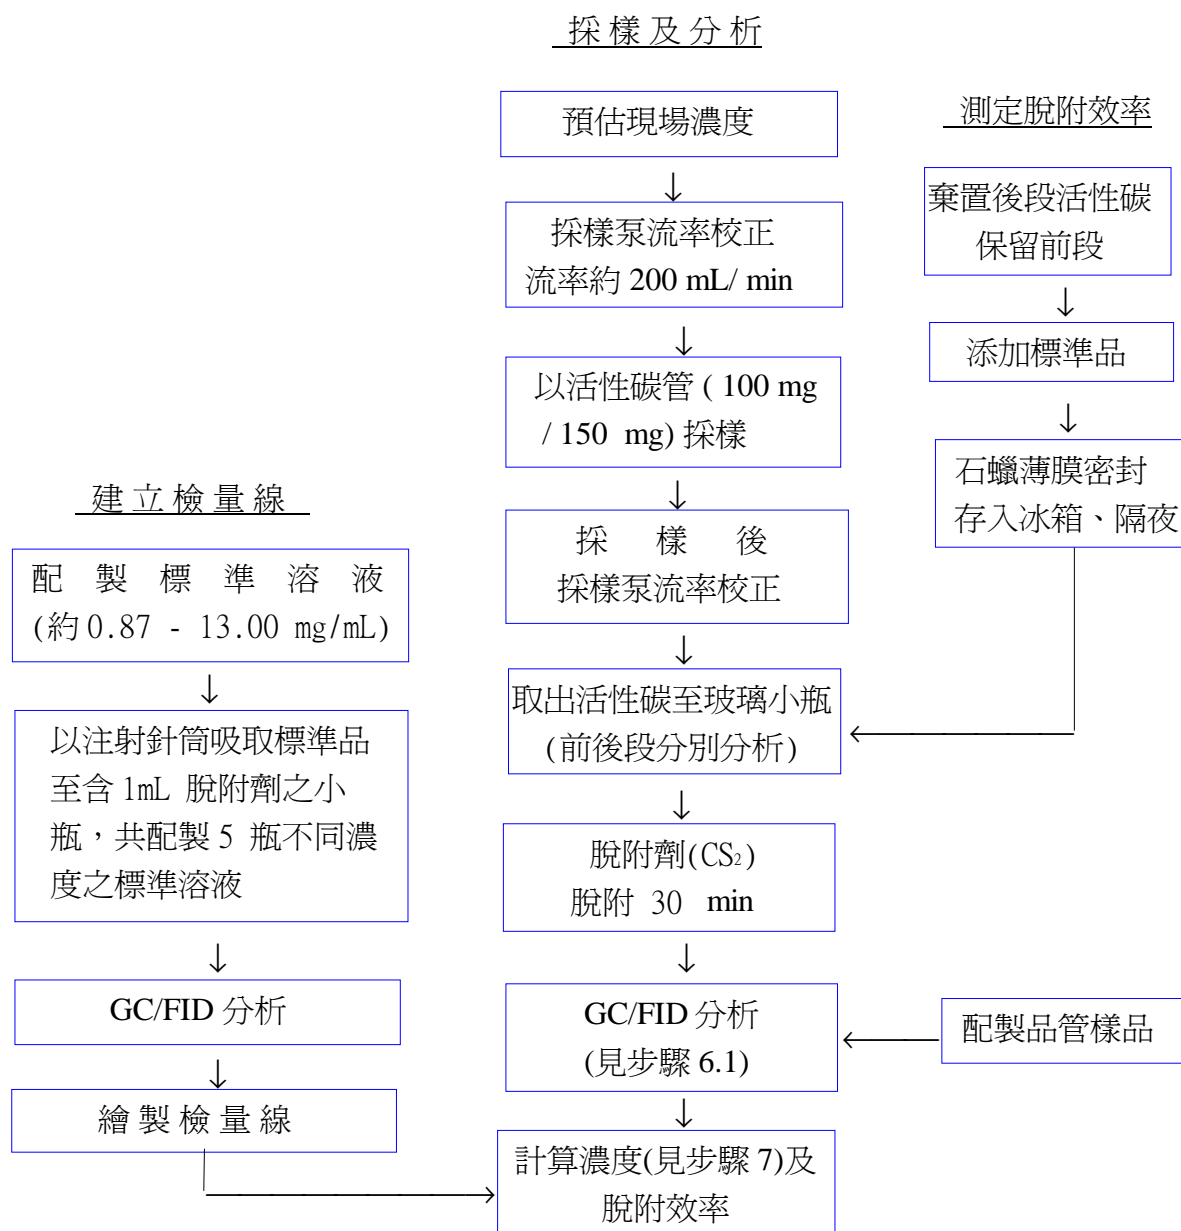 採樣及分析
預估現場濃度
↓
採樣泵流率校正
流率約 200 mL/ min
↓
以活性碳管 ( 100 mg
/ 150 mg) 採樣
↓
採 樣 後
採樣泵流率校正
↓
取出活性碳至玻璃小瓶
(前後段分別分析)
↓
脫附劑(CS₂)
脫附 30 min
↓
GC/FID 分析
(見步驟 6.1)
↓
計算濃度(見步驟 7)及
脫附效率
測定脫附效率
棄置後段活性碳
保留前段
↓
添加標準品
↓
石蠟薄膜密封
存入冰箱、隔夜
配製品管樣品
建立檢量線
配 製 標 準 溶 液
(約 0.87 - 13.00 mg/mL)
↓
以注射針筒吸取標準品
至含 1mL 脫附劑之小
瓶，共配製 5 瓶不同濃
度之標準溶液
↓
GC/FID 分析
↓
繪製檢量線